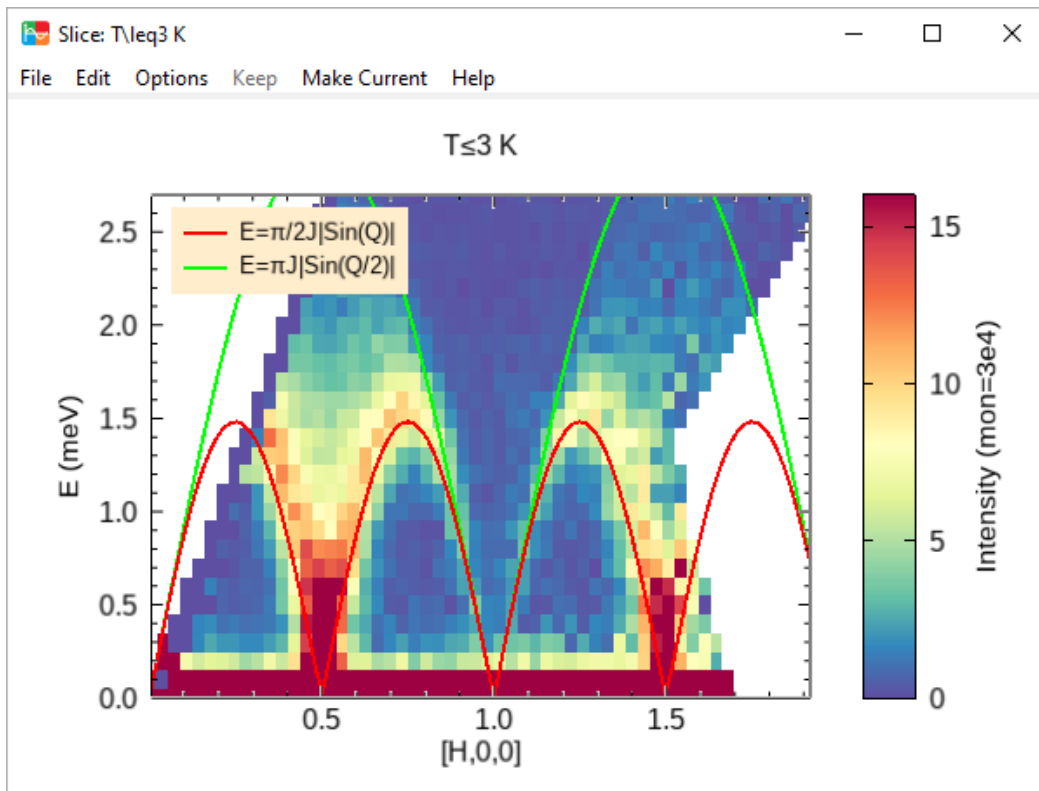 Slice: T\leq3 K
File Edit Options Keep Make Current Help
T≤3 K
E=π/2J|Sin(Q)|
E=πJ|Sin(Q/2)|
E (meV)
2.5
2.0
1.5
1.0
0.5
0.0
0.5 1.0 1.5
[H,0,0]
15
10
5
0
Intensity (mon=3e4)